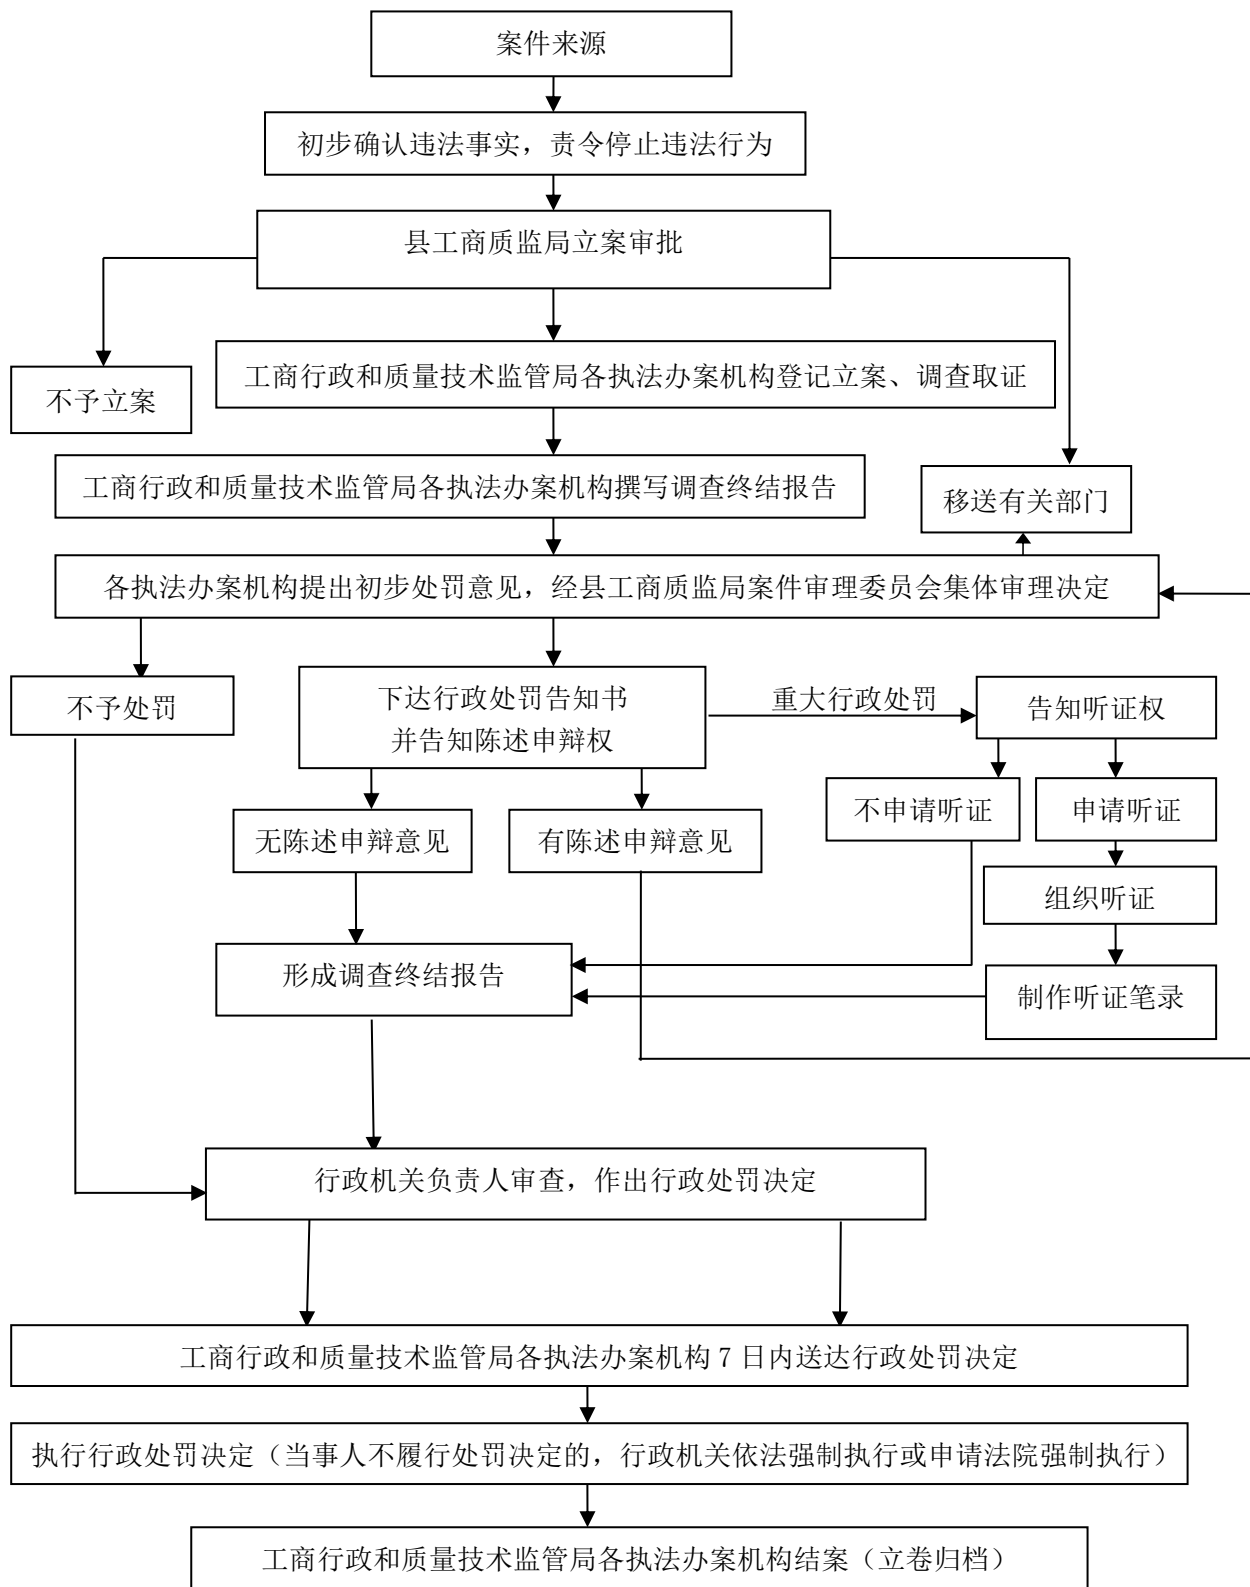 案件来源
初步确认违法事实，责令停止违法行为
县工商质监局立案审批
工商行政和质量技术监管局各执法办案机构登记立案、调查取证
不予立案
工商行政和质量技术监管局各执法办案机构撰写调查终结报告
移送有关部门
各执法办案机构提出初步处罚意见，经县工商质监局案件审理委员会集体审理决定
不予处罚
下达行政处罚告知书
并告知陈述申辩权
重大行政处罚
告知听证权
无陈述申辩意见
有陈述申辩意见
不申请听证
申请听证
组织听证
形成调查终结报告
制作听证笔录
行政机关负责人审查，作出行政处罚决定
工商行政和质量技术监管局各执法办案机构 7 日内送达行政处罚决定
执行行政处罚决定（当事人不履行处罚决定的，行政机关依法强制执行或申请法院强制执行）
工商行政和质量技术监管局各执法办案机构结案（立卷归档）